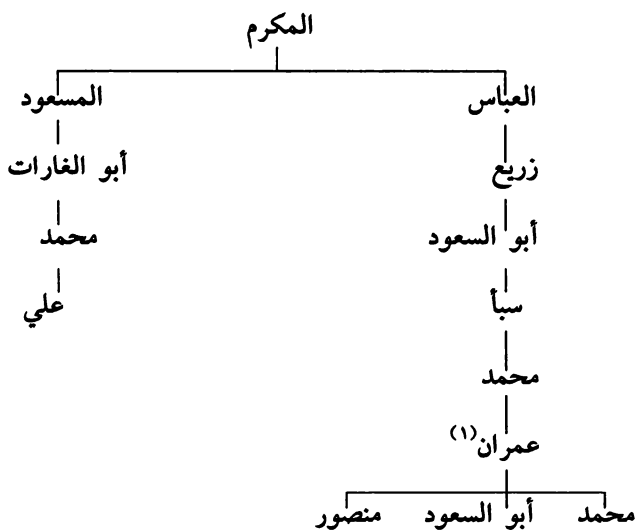 المكرم
العباس المسعود
زريع أبو الغارات
أبو السعود محمد
سبأ علي
محمد
عمران (١)
محمد أبو السعود منصور